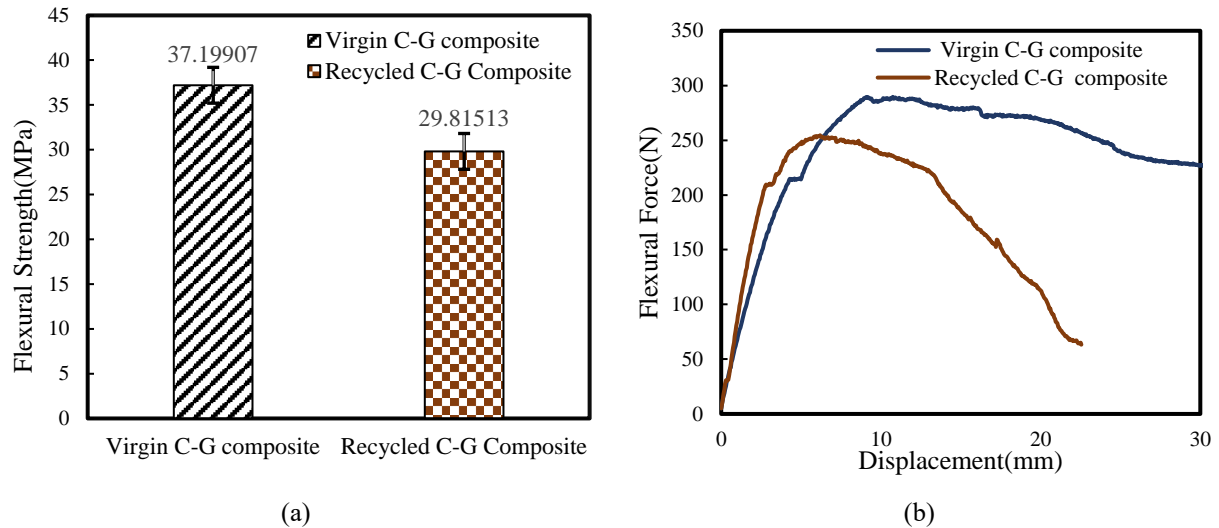 45
40
35
30
25
20
15
10
5
0
Flexural Strength(MPa)
37.19907
29.81513
Virgin C-G composite
Recycled C-G Composite
Virgin C-G composite Recycled C-G Composite
(a)
350
300
250
200
150
100
50
0
Flexural Force(N)
Virgin C-G composite
Recycled C-G composite
0 10 20 30
Displacement(mm)
(b)